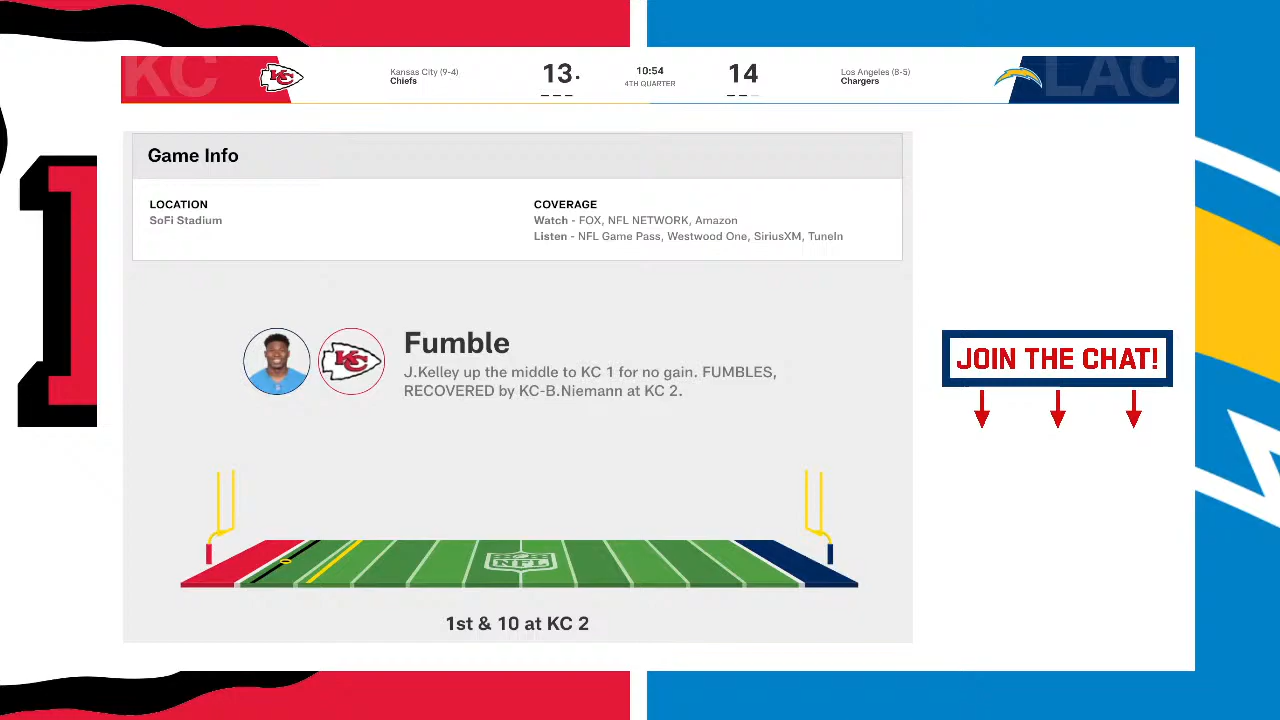 KC
Kansas City (9-4)
Chiefs
13
10:54
4TH QUARTER
14
Los Angeles (8-5)
Chargers
LAC
Game Info
LOCATION
SoFi Stadium
COVERAGE
Watch - FOX, NFL NETWORK, Amazon
Listen - NFL Game Pass, Westwood One, SiriusXM, TuneIn
KC
Fumble
J.Kelley up the middle to KC 1 for no gain. FUMBLES,
RECOVERED by KC-B.Niemann at KC 2.
JOIN THE CHAT!
NFL
1st & 10 at KC 2